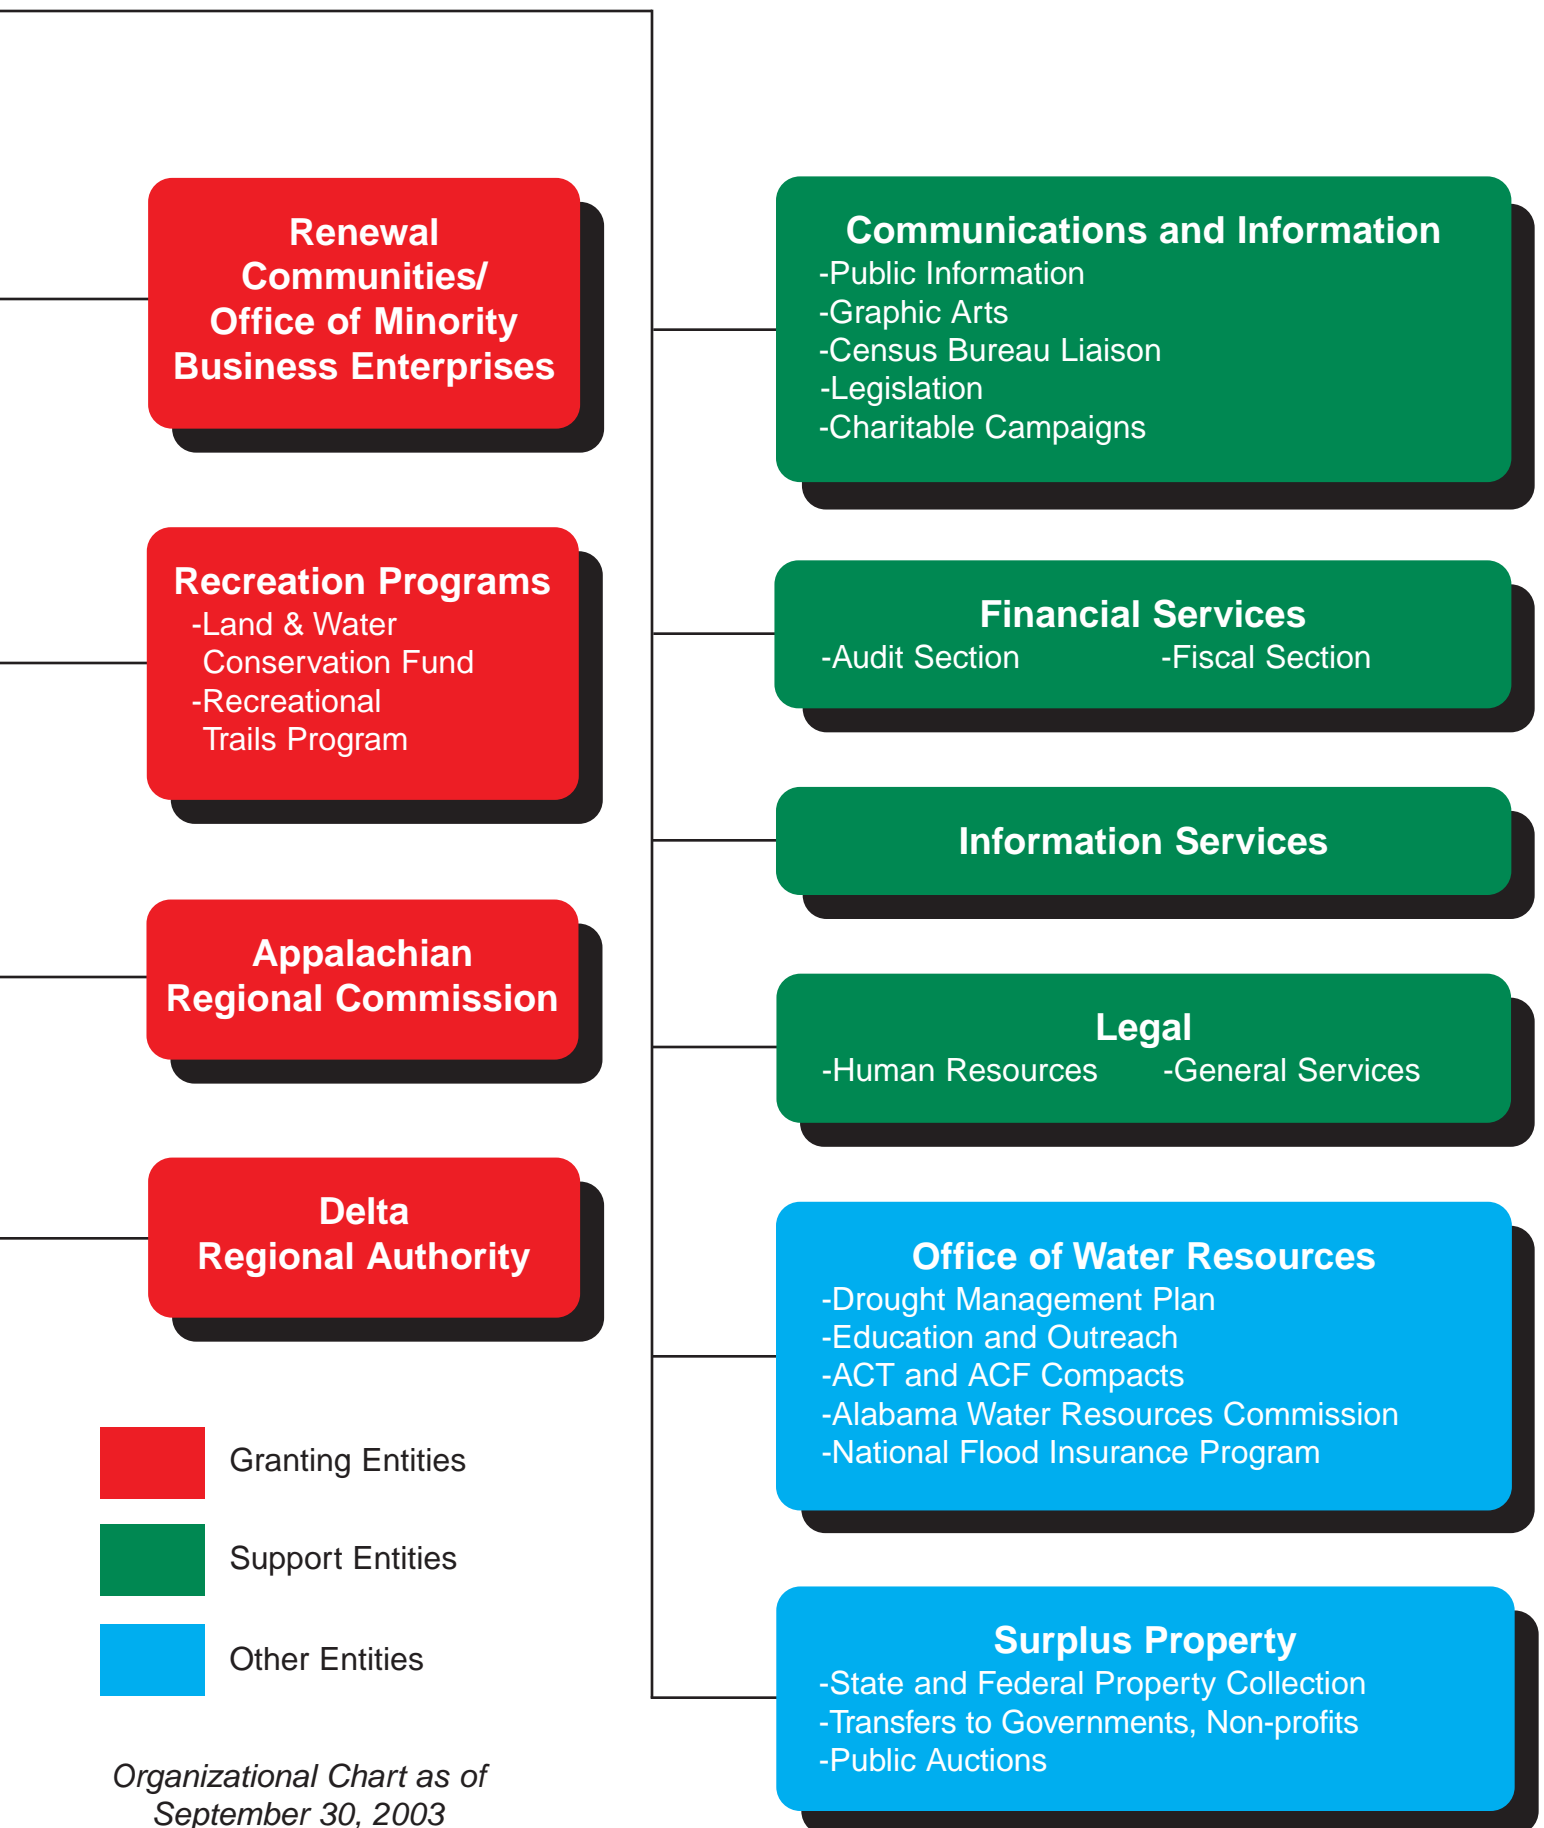 Renewal
Communities/
Office of Minority
Business Enterprises
Recreation Programs
-Land & Water
Conservation Fund
-Recreational
Trails Program
Appalachian
Regional Commission
Delta
Regional Authority
Granting Entities
Support Entities
Other Entities
Organizational Chart as of
September 30, 2003
Communications and Information
-Public Information
-Graphic Arts
-Census Bureau Liaison
-Legislation
-Charitable Campaigns
Financial Services
-Audit Section -Fiscal Section
Information Services
Legal
-Human Resources -General Services
Office of Water Resources
-Drought Management Plan
-Education and Outreach
-ACT and ACF Compacts
-Alabama Water Resources Commission
-National Flood Insurance Program
Surplus Property
-State and Federal Property Collection
-Transfers to Governments, Non-profits
-Public Auctions